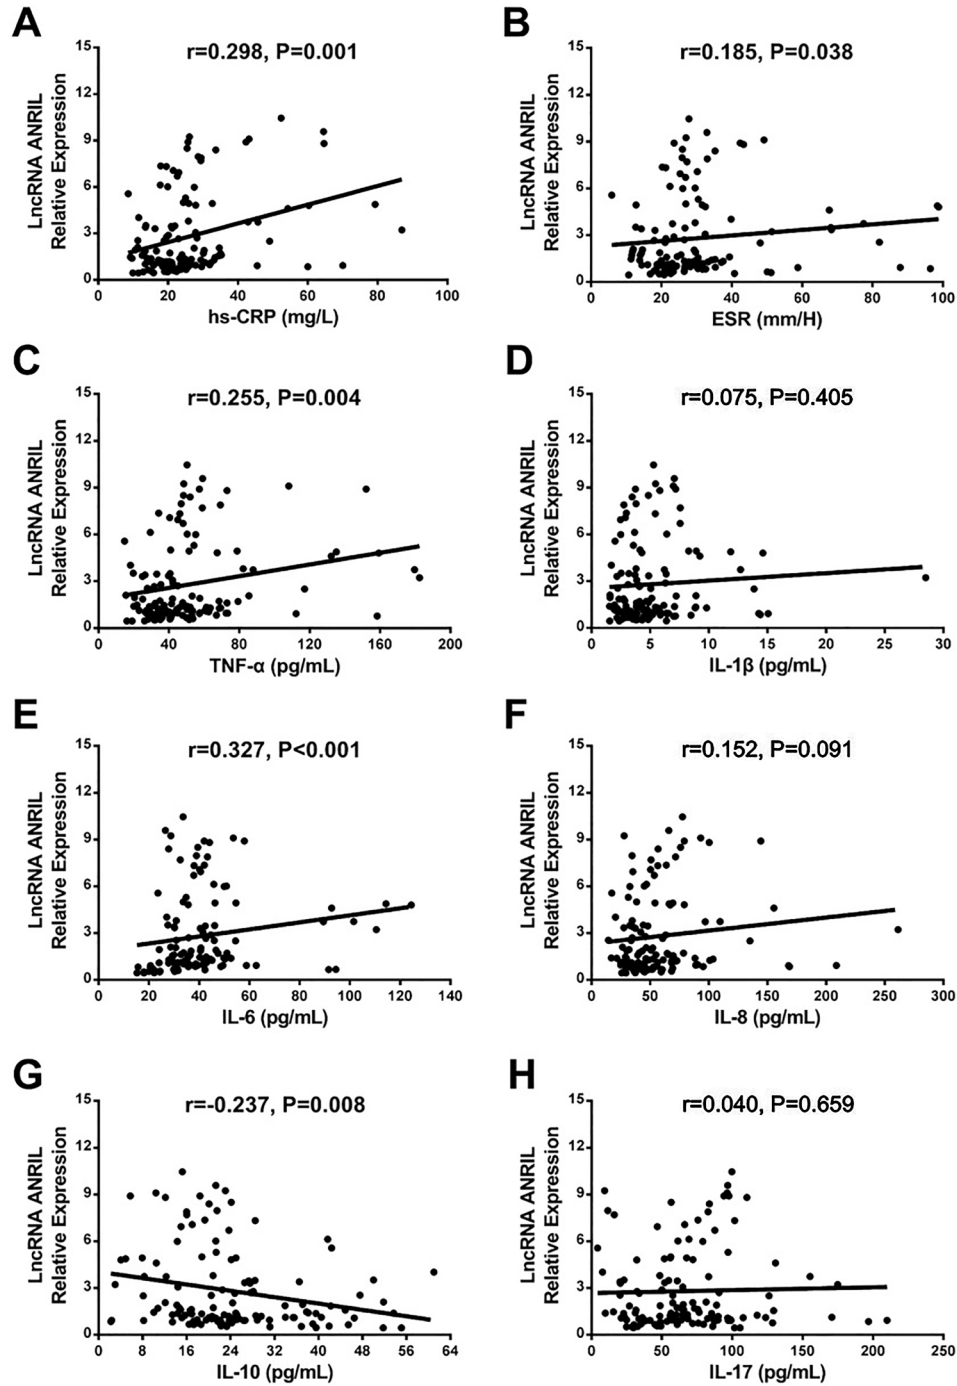 A
B
r=0.298, P=0.001
r=0.185, P=0.038
LncRNA ANRIL
Relative Expression
15
12
9
6
3
0
0 20 40 60 80 100
hs-CRP (mg/L)
LncRNA ANRIL
Relative Expression
15
12
9
6
3
0
0 20 40 60 80 100
ESR (mm/H)
C
D
r=0.255, P=0.004
r=0.075, P=0.405
LncRNA ANRIL
Relative Expression
15
12
9
6
3
0
0 40 80 120 160 200
TNF-α (pg/mL)
LncRNA ANRIL
Relative Expression
15
12
9
6
3
0
0 5 10 15 20 25 30
IL-1β (pg/mL)
E
F
r=0.327, P<0.001
r=0.152, P=0.091
LncRNA ANRIL
Relative Expression
15
12
9
6
3
0
0 20 40 60 80 100 120 140
IL-6 (pg/mL)
LncRNA ANRIL
Relative Expression
15
12
9
6
3
0
0 50 100 150 200 250 300
IL-8 (pg/mL)
G
H
r=-0.237, P=0.008
r=0.040, P=0.659
LncRNA ANRIL
Relative Expression
15
12
9
6
3
0
0 8 16 24 32 40 48 56 64
IL-10 (pg/mL)
LncRNA ANRIL
Relative Expression
15
12
9
6
3
0
0 50 100 150 200 250
IL-17 (pg/mL)